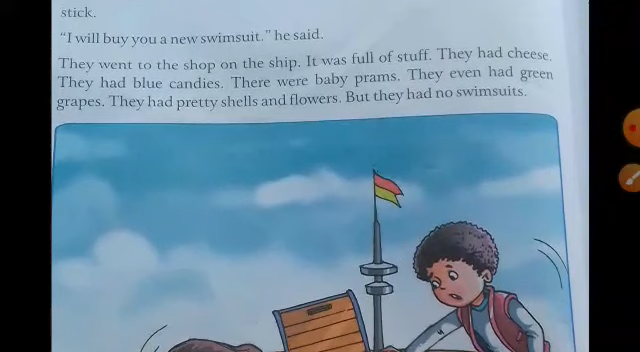 stick.
“I will buy you a new swimsuit.” he said.
They went to the shop on the ship. It was full of stuff. They had cheese.
They had blue candies. There were baby prams. They even had green
grapes. They had pretty shells and flowers. But they had no swimsuits.